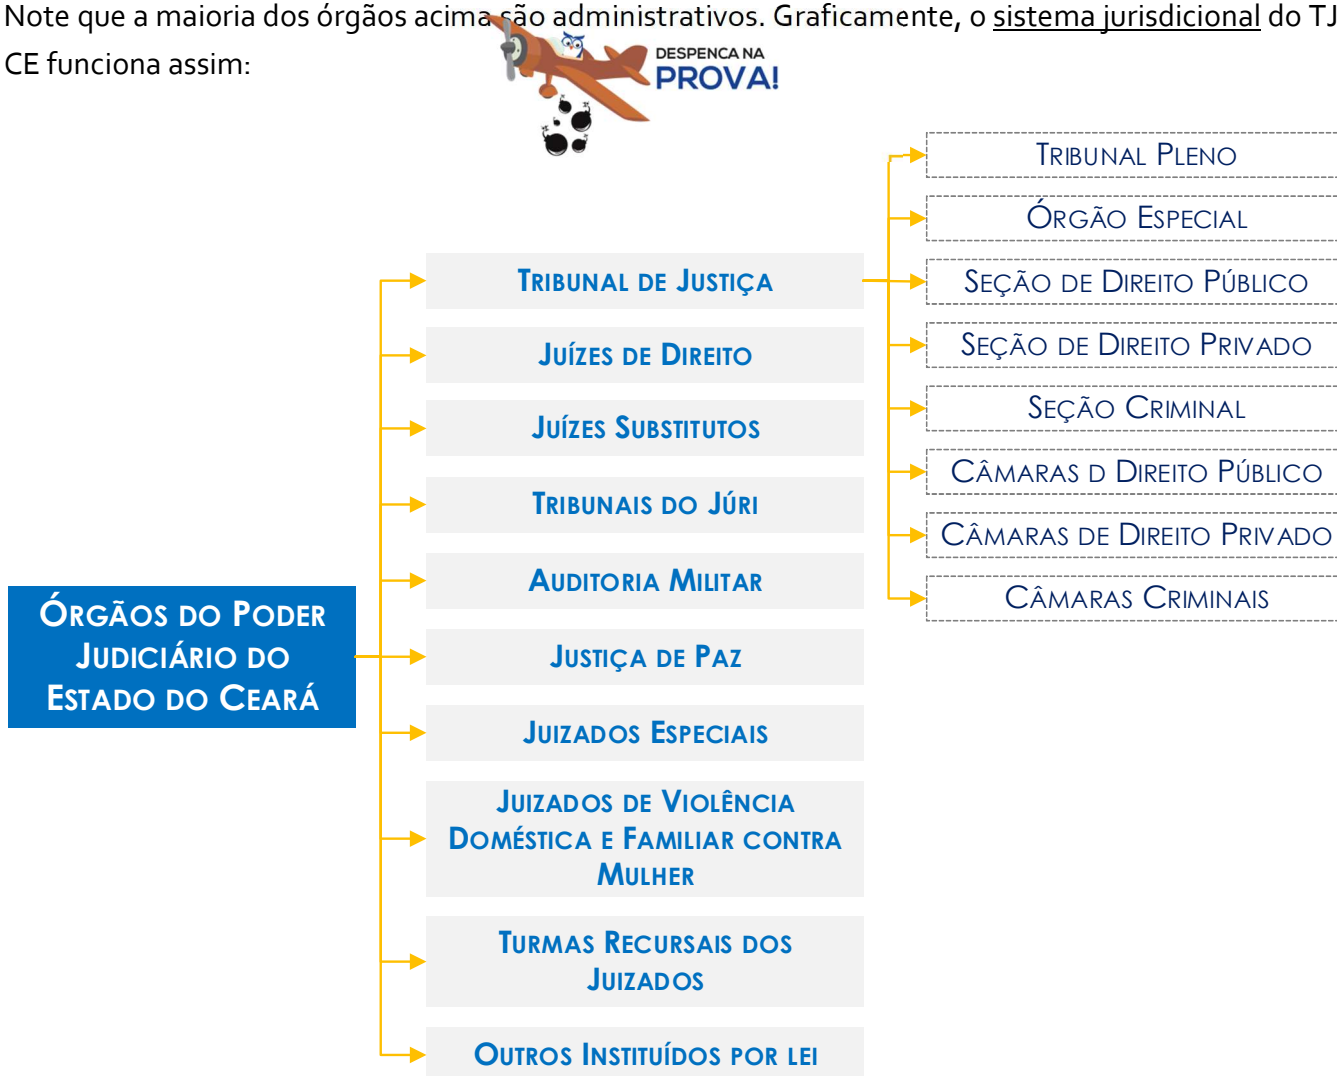 Note que a maioria dos órgãos acima são administrativos. Graficamente, o sistema jurisdicional do TJ
CE funciona assim:
DESPENCA NA
PROVA!
ÓRGÃOS DO PODER
JUDICIÁRIO DO
ESTADO DO CEARÁ
TRIBUNAL DE JUSTIÇA
JUÍZES DE DIREITO
JUÍZES SUBSTITUTOS
TRIBUNAIS DO JÚRI
AUDITORIA MILITAR
JUSTIÇA DE PAZ
JUIZADOS ESPECIAIS
JUIZADOS DE VIOLÊNCIA
DOMÉSTICA E FAMILIAR CONTRA
MULHER
TURMAS RECURSAIS DOS
JUIZADOS
OUTROS INSTITUÍDOS POR LEI
TRIBUNAL PLENO
ÓRGÃO ESPECIAL
SEÇÃO DE DIREITO PÚBLICO
SEÇÃO DE DIREITO PRIVADO
SEÇÃO CRIMINAL
CÂMARAS D DIREITO PÚBLICO
CÂMARAS DE DIREITO PRIVADO
CÂMARAS CRIMINAIS